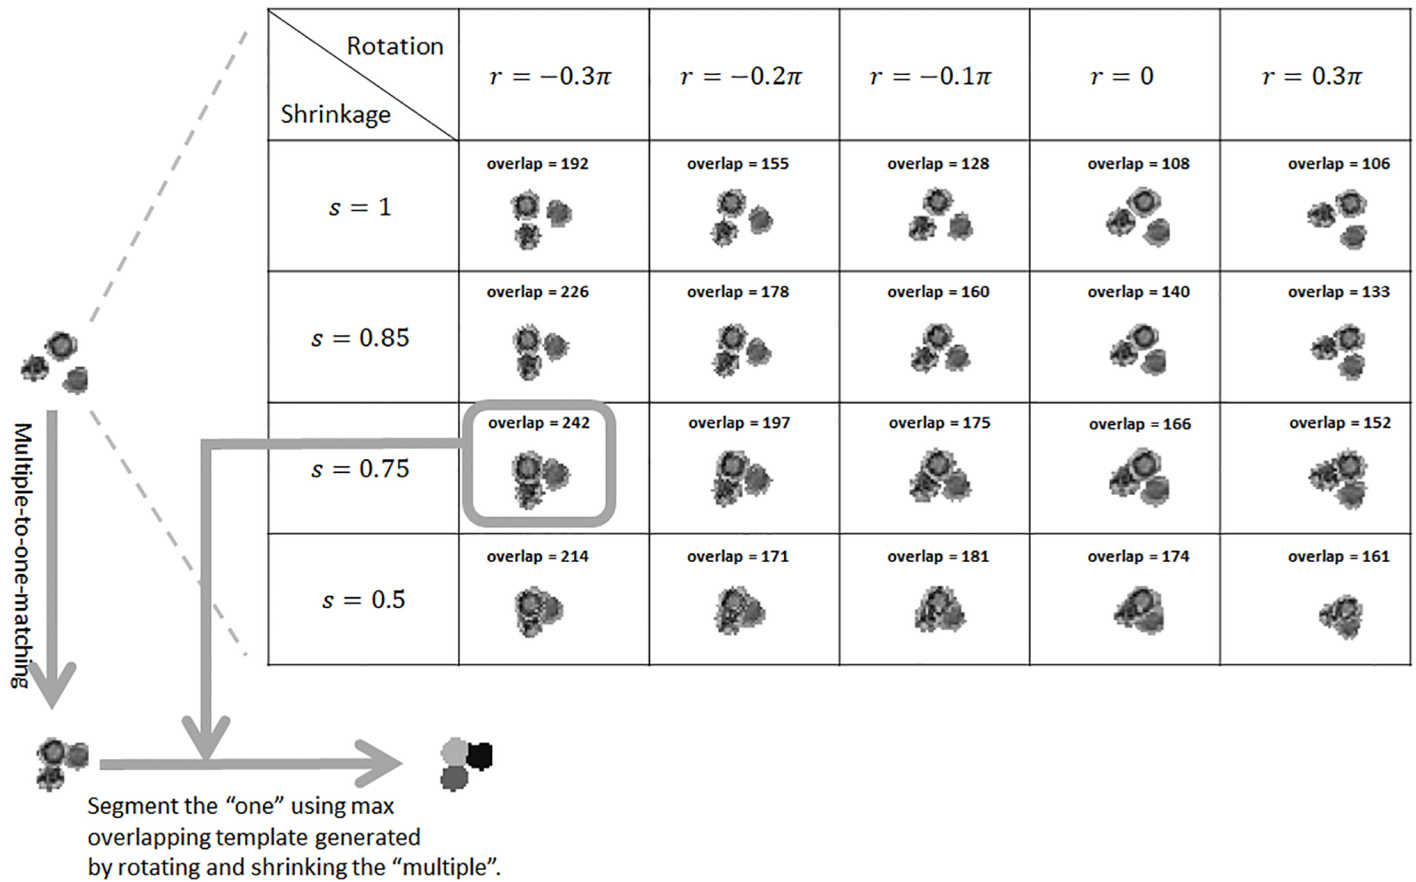 Rotation
Shrinkage
r = −0.3π
r = −0.2π
r = −0.1π
r = 0
r = 0.3π
s = 1
overlap = 192
overlap = 155
overlap = 128
overlap = 108
overlap = 106
s = 0.85
overlap = 226
overlap = 178
overlap = 160
overlap = 140
overlap = 133
s = 0.75
overlap = 242
overlap = 197
overlap = 175
overlap = 166
overlap = 152
s = 0.5
overlap = 214
overlap = 171
overlap = 181
overlap = 174
overlap = 161
Multiple-to-one-matching
Segment the “one” using max
overlapping template generated
by rotating and shrinking the “multiple”.